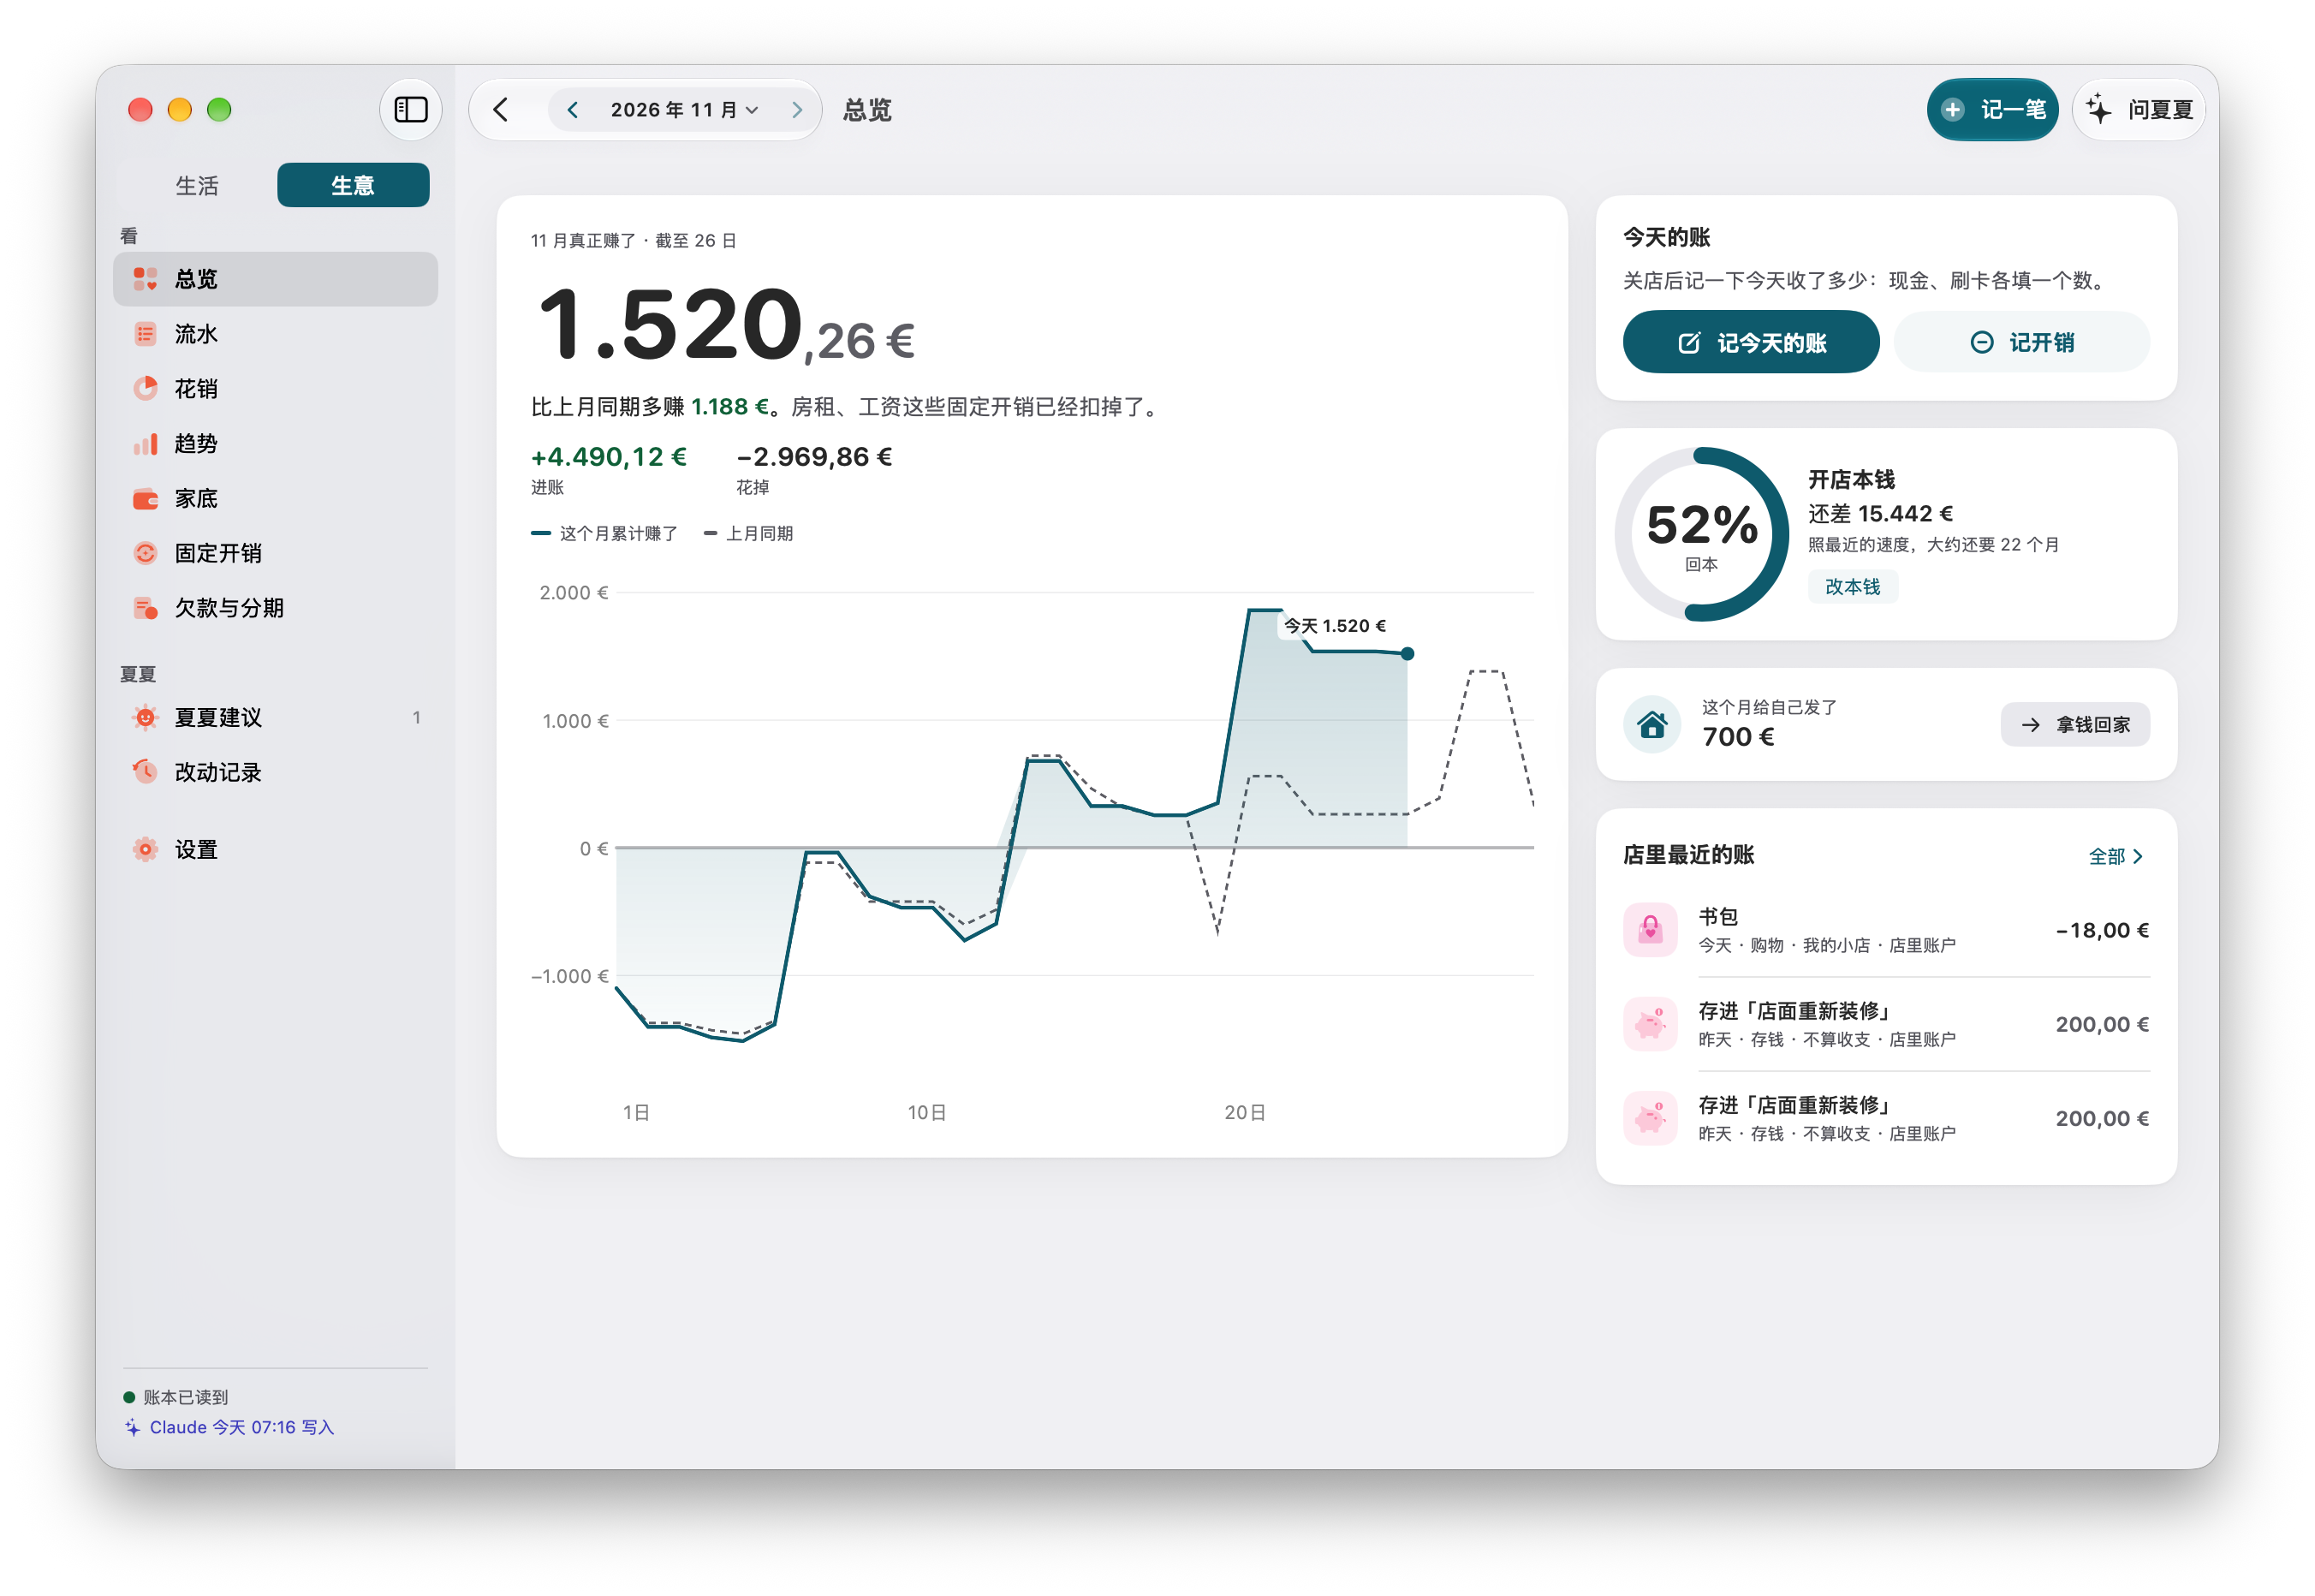 2026 年 11 月
总览
记一笔
问夏夏
生活
生意
看
总览
流水
花销
趋势
家底
固定开销
欠款与分期
夏夏
夏夏建议 1
改动记录
设置
账本已读到
Claude 今天 07:16 写入
11 月真正赚了 · 截至 26 日
1.520,26 €
比上月同期多赚 1.188 €。房租、工资这些固定开销已经扣掉了。
+4.490,12 € −2.969,86 €
进账 花掉
这个月累计赚了 上月同期
2.000 €
今天 1.520 €
1.000 €
0 €
−1.000 €
1日 10日 20日
今天的账
关店后记一下今天收了多少：现金、刷卡各填一个数。
记今天的账 记开销
52%
回本
开店本钱
还差 15.442 €
照最近的速度，大约还要 22 个月
改本钱
这个月给自己发了
700 €
拿钱回家
店里最近的账 全部
书包
今天 · 购物 · 我的小店 · 店里账户
−18,00 €
存进「店面重新装修」
昨天 · 存钱 · 不算收支 · 店里账户
200,00 €
存进「店面重新装修」
昨天 · 存钱 · 不算收支 · 店里账户
200,00 €